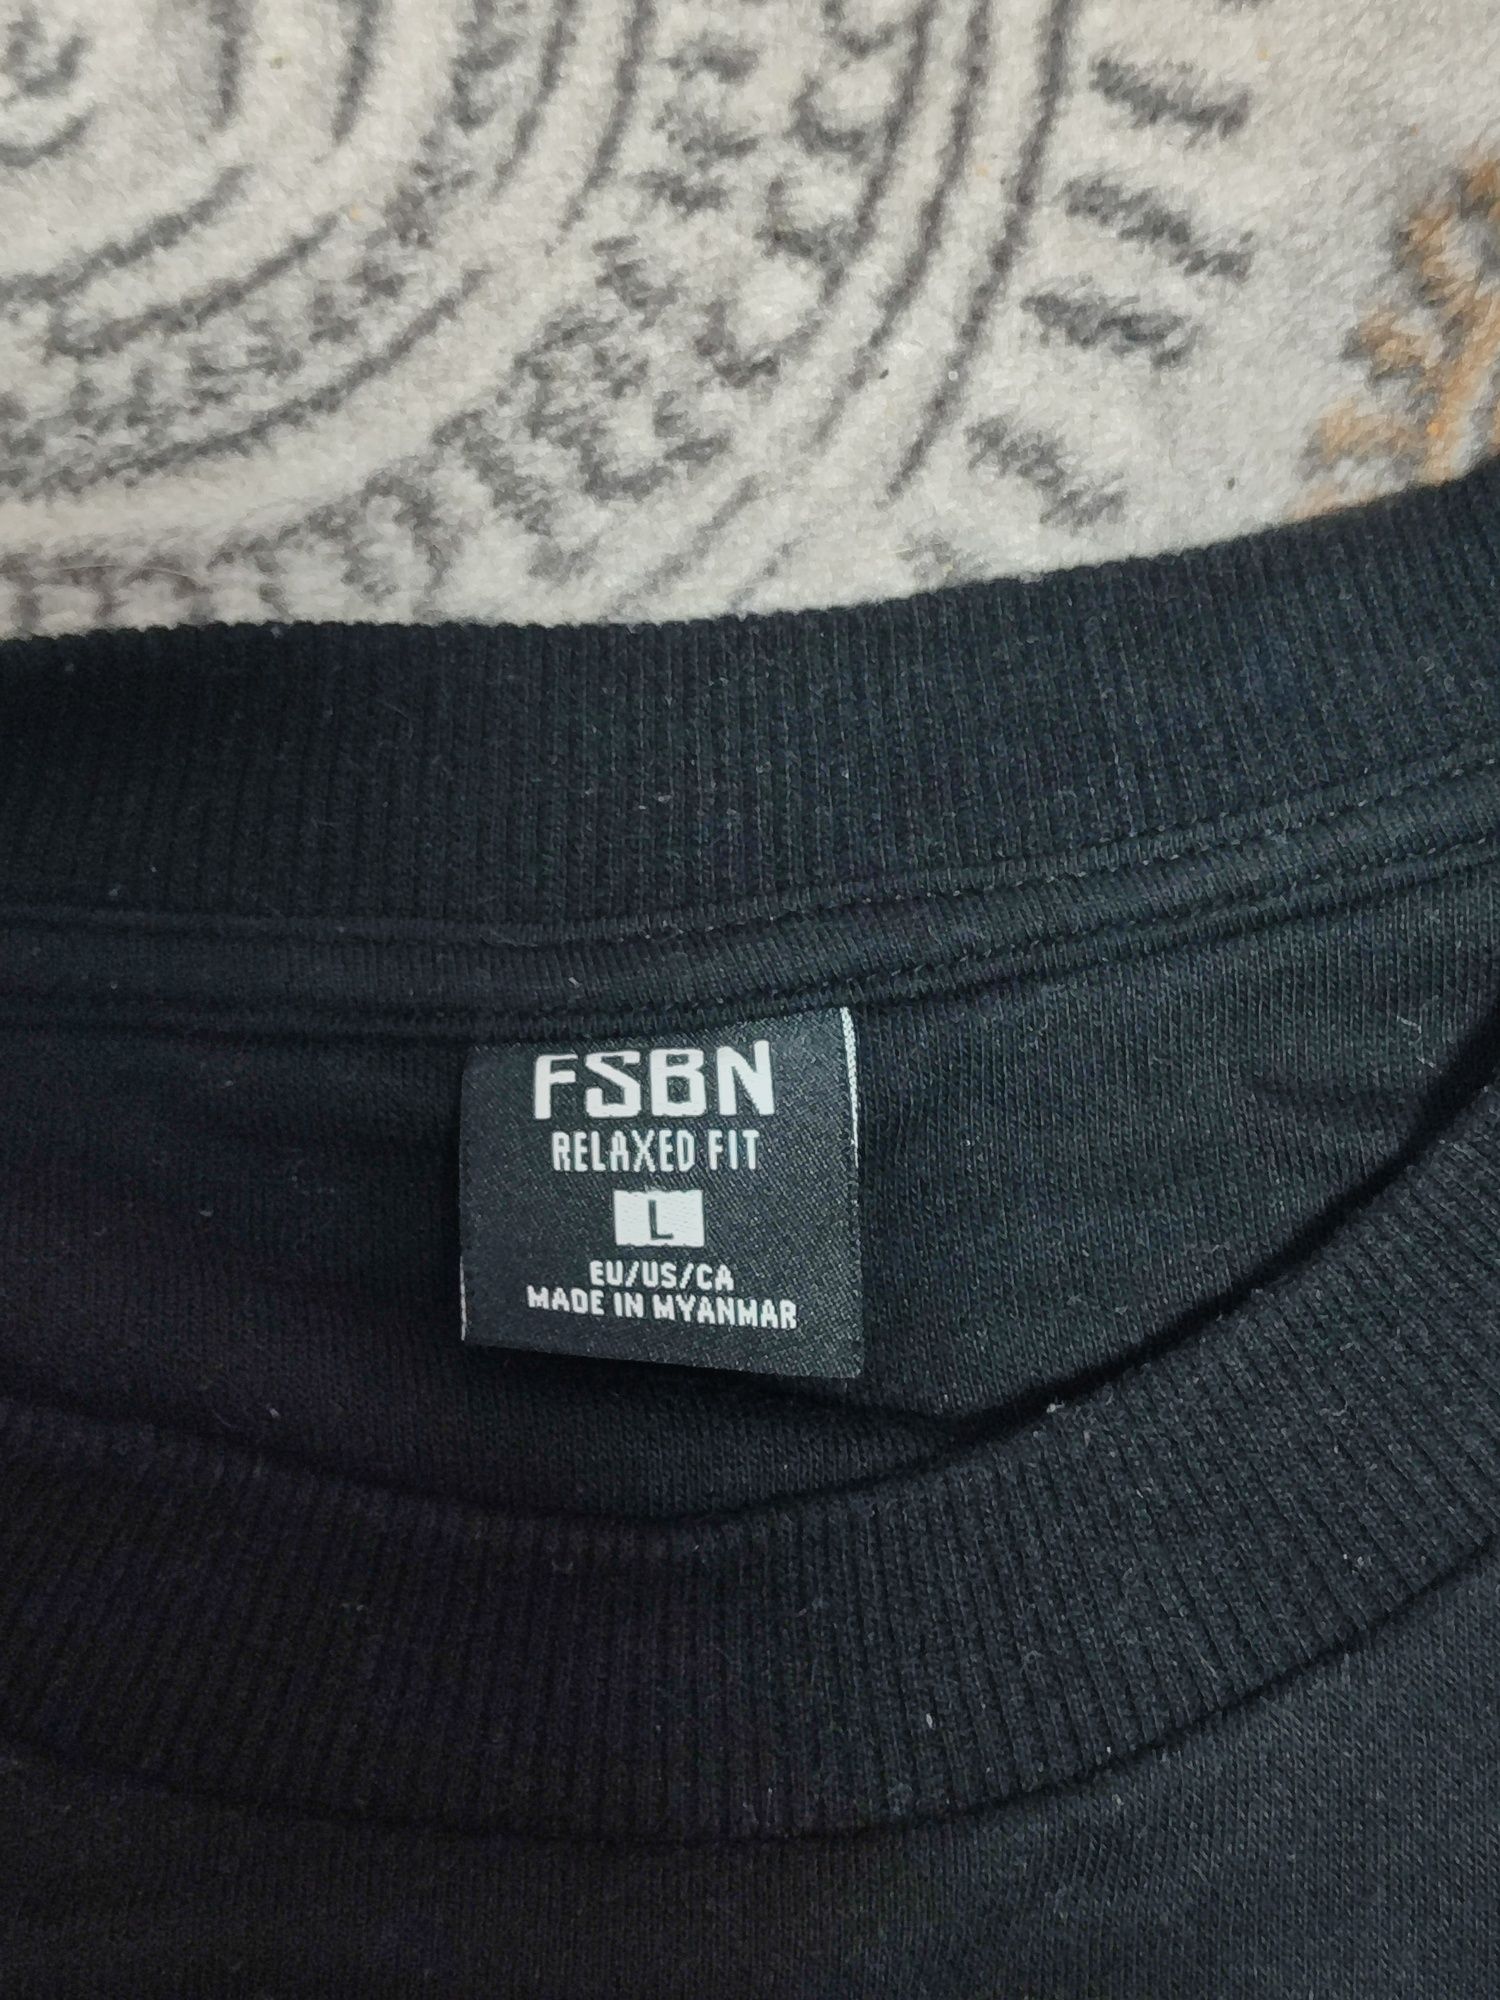 FSBN
RELAXED FIT
L
EU/US/CA
MADE IN MYANMAR